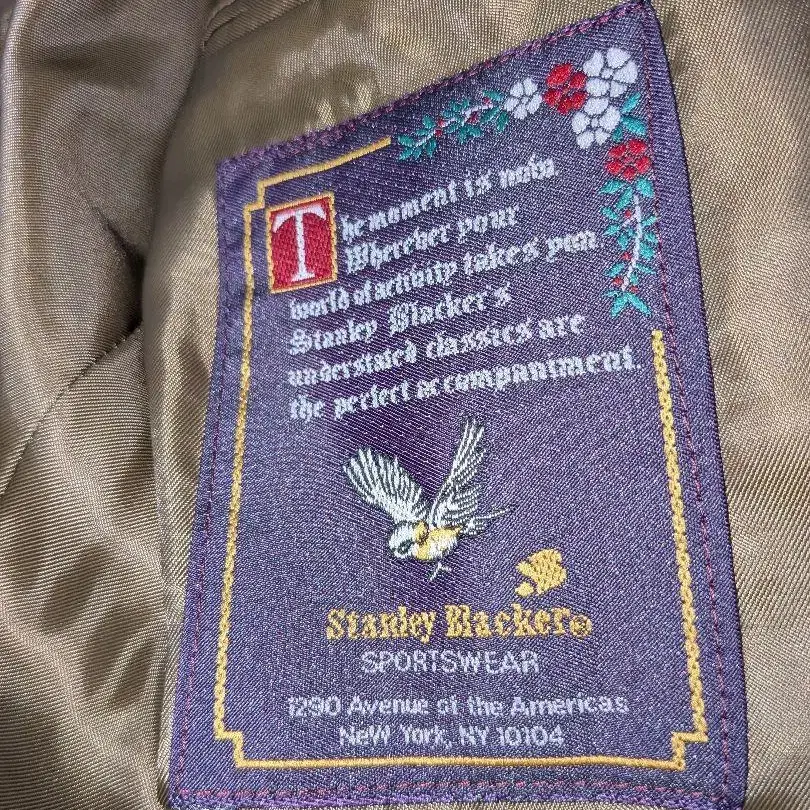 The moment is now.
Wherever your
world of activity takes you
Stanley Blacker's
understated classics are
the perfect accompaniment.
SB
Stanley Blacker®
SPORTSWEAR
1290 Avenue of the Americas
New York, NY 10104